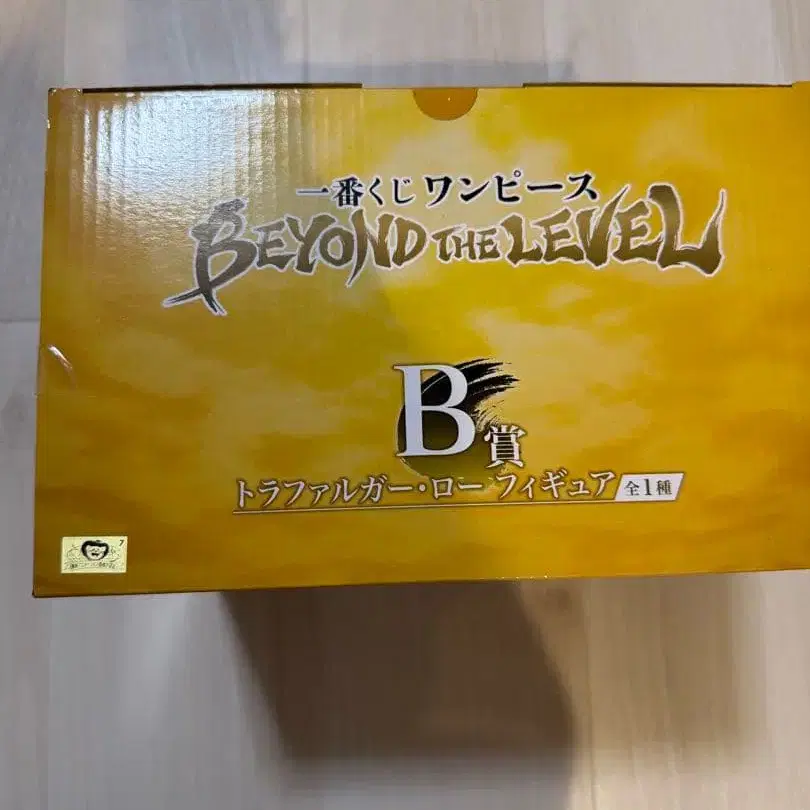 一番くじ ワンピース
BEYOND THE LEVEL
B賞
トラファルガー・ロー フィギュア 全1種
7